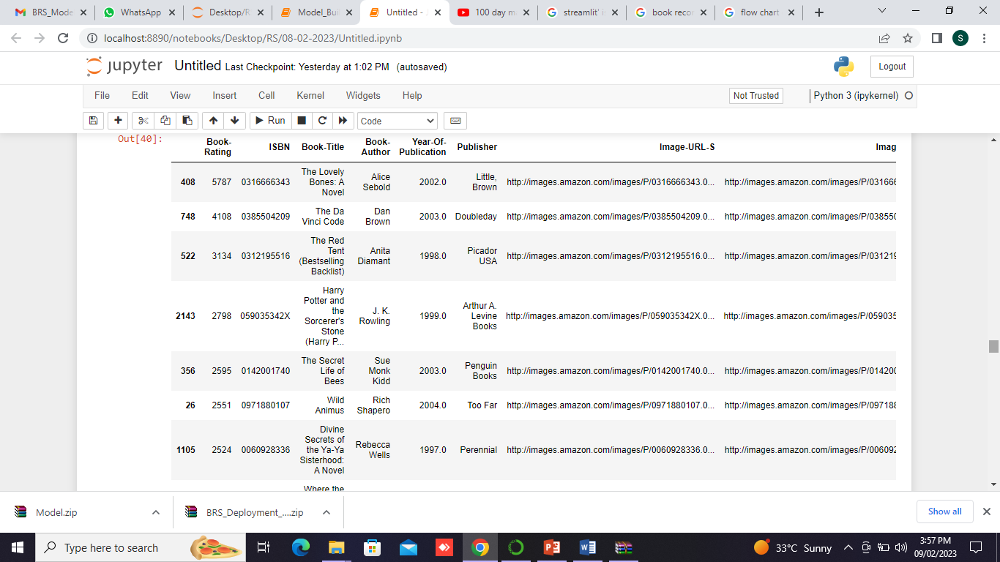 BRS_Mode
WhatsApp
Desktop/R
Model_Bui
Untitled - J
100 day m
streamlit' i
book recor
flow chart
localhost:8890/notebooks/Desktop/RS/08-02-2023/Untitled.ipynb
S
jupyter Untitled Last Checkpoint: Yesterday at 1:02 PM (autosaved)
Logout
File Edit View Insert Cell Kernel Widgets Help
Not Trusted
Python 3 (ipykernel)
Run
Code
Out[40]:
Book-Rating ISBN Book-Title Book-Author Year-Of-Publication Publisher Image-URL-S Imag
408 5787 0316666343 The Lovely Bones: A Novel Alice Sebold 2002.0 Little, Brown http://images.amazon.com/images/P/0316666343.0... http://images.amazon.com/images/P/031666
748 4108 0385504209 The Da Vinci Code Dan Brown 2003.0 Doubleday http://images.amazon.com/images/P/0385504209.0... http://images.amazon.com/images/P/038550
522 3134 0312195516 The Red Tent (Bestselling Backlist) Anita Diamant 1998.0 Picador USA http://images.amazon.com/images/P/0312195516.0... http://images.amazon.com/images/P/031219
2143 2798 059035342X Harry Potter and the Sorcerer's Stone (Harry P... J. K. Rowling 1999.0 Arthur A. Levine Books http://images.amazon.com/images/P/059035342X.0... http://images.amazon.com/images/P/059035
356 2595 0142001740 The Secret Life of Bees Sue Monk Kidd 2003.0 Penguin Books http://images.amazon.com/images/P/0142001740.0... http://images.amazon.com/images/P/014200
26 2551 0971880107 Wild Animus Rich Shapero 2004.0 Too Far http://images.amazon.com/images/P/0971880107.0... http://images.amazon.com/images/P/097188
1105 2524 0060928336 Divine Secrets of the Ya-Ya Sisterhood: A Novel Rebecca Wells 1997.0 Perennial http://images.amazon.com/images/P/0060928336.0... http://images.amazon.com/images/P/006092
Where the
Model.zip
BRS_Deployment_....zip
Show all
Type here to search
33°C Sunny
3:57 PM
09/02/2023